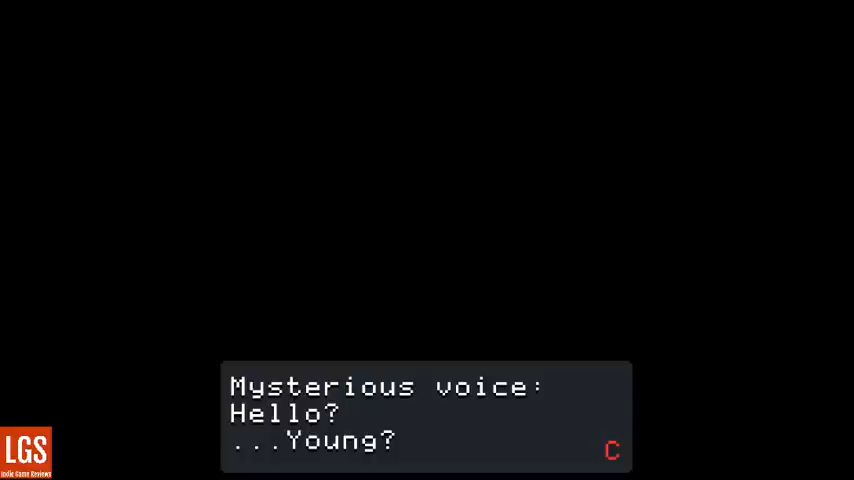 Mysterious voice:
Hello?
...Young?
C
LGS
Indie Game Reviews